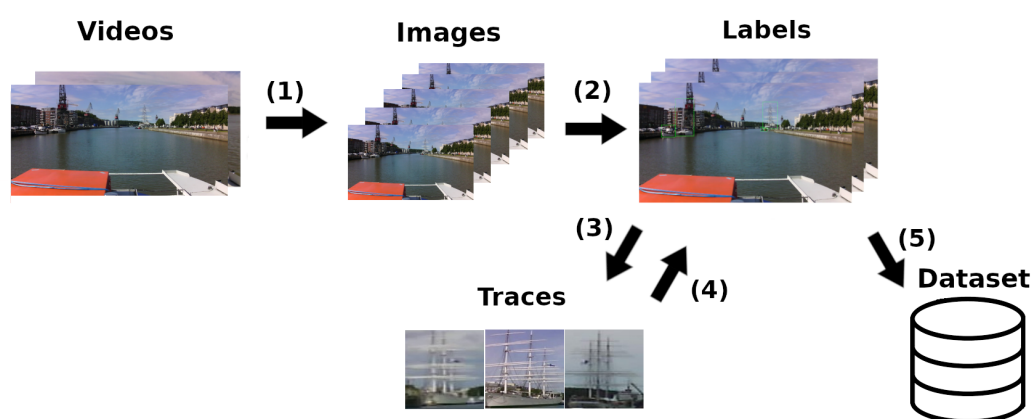 Videos
Images
Labels
(1)
(2)
(3)
(4)
(5)
Traces
Dataset